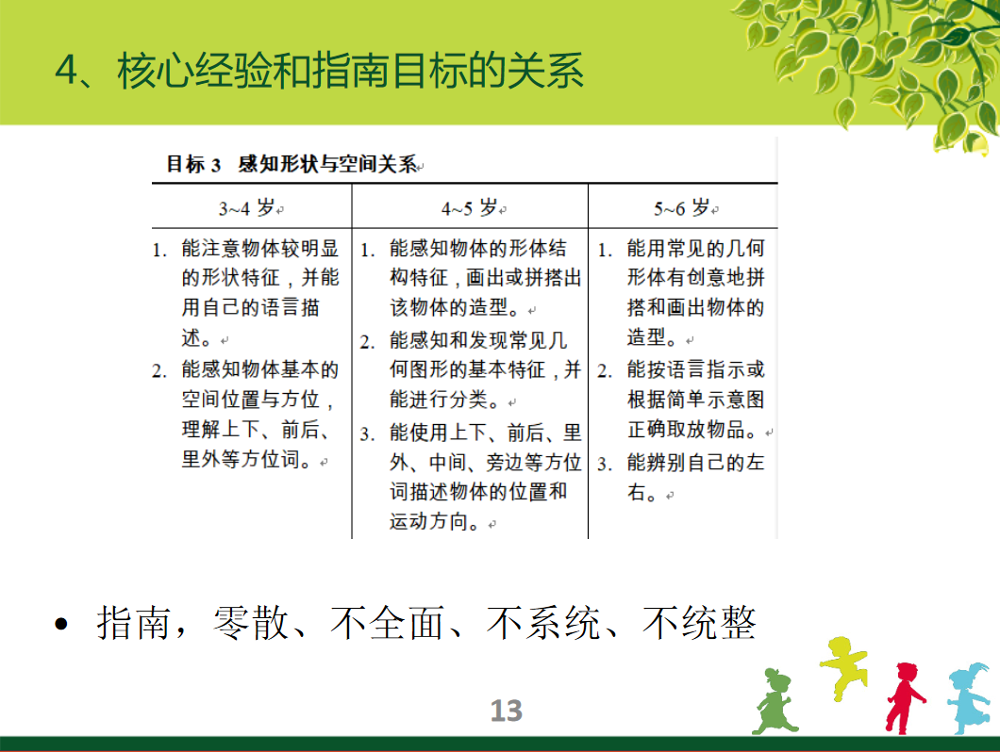 4、核心经验和指南目标的关系
目标 3 感知形状与空间关系
3~4 岁
4~5 岁
5~6 岁
1. 能注意物体较明显
的形状特征，并能
用自己的语言描
述。
2. 能感知物体基本的
空间位置与方位，
理解上下、前后、
里外等方位词。
1. 能感知物体的形体结
构特征，画出或拼搭出
该物体的造型。
2. 能感知和发现常见几
何图形的基本特征，并
能进行分类。
3. 能使用上下、前后、里
外、中间、旁边等方位
词描述物体的位置和
运动方向。
1. 能用常见的几何
形体有创意地拼
搭和画出物体的
造型。
2. 能按语言指示或
根据简单示意图
正确取放物品。
3. 能辨别自己的左
右。
• 指南，零散、不全面、不系统、不统整
13